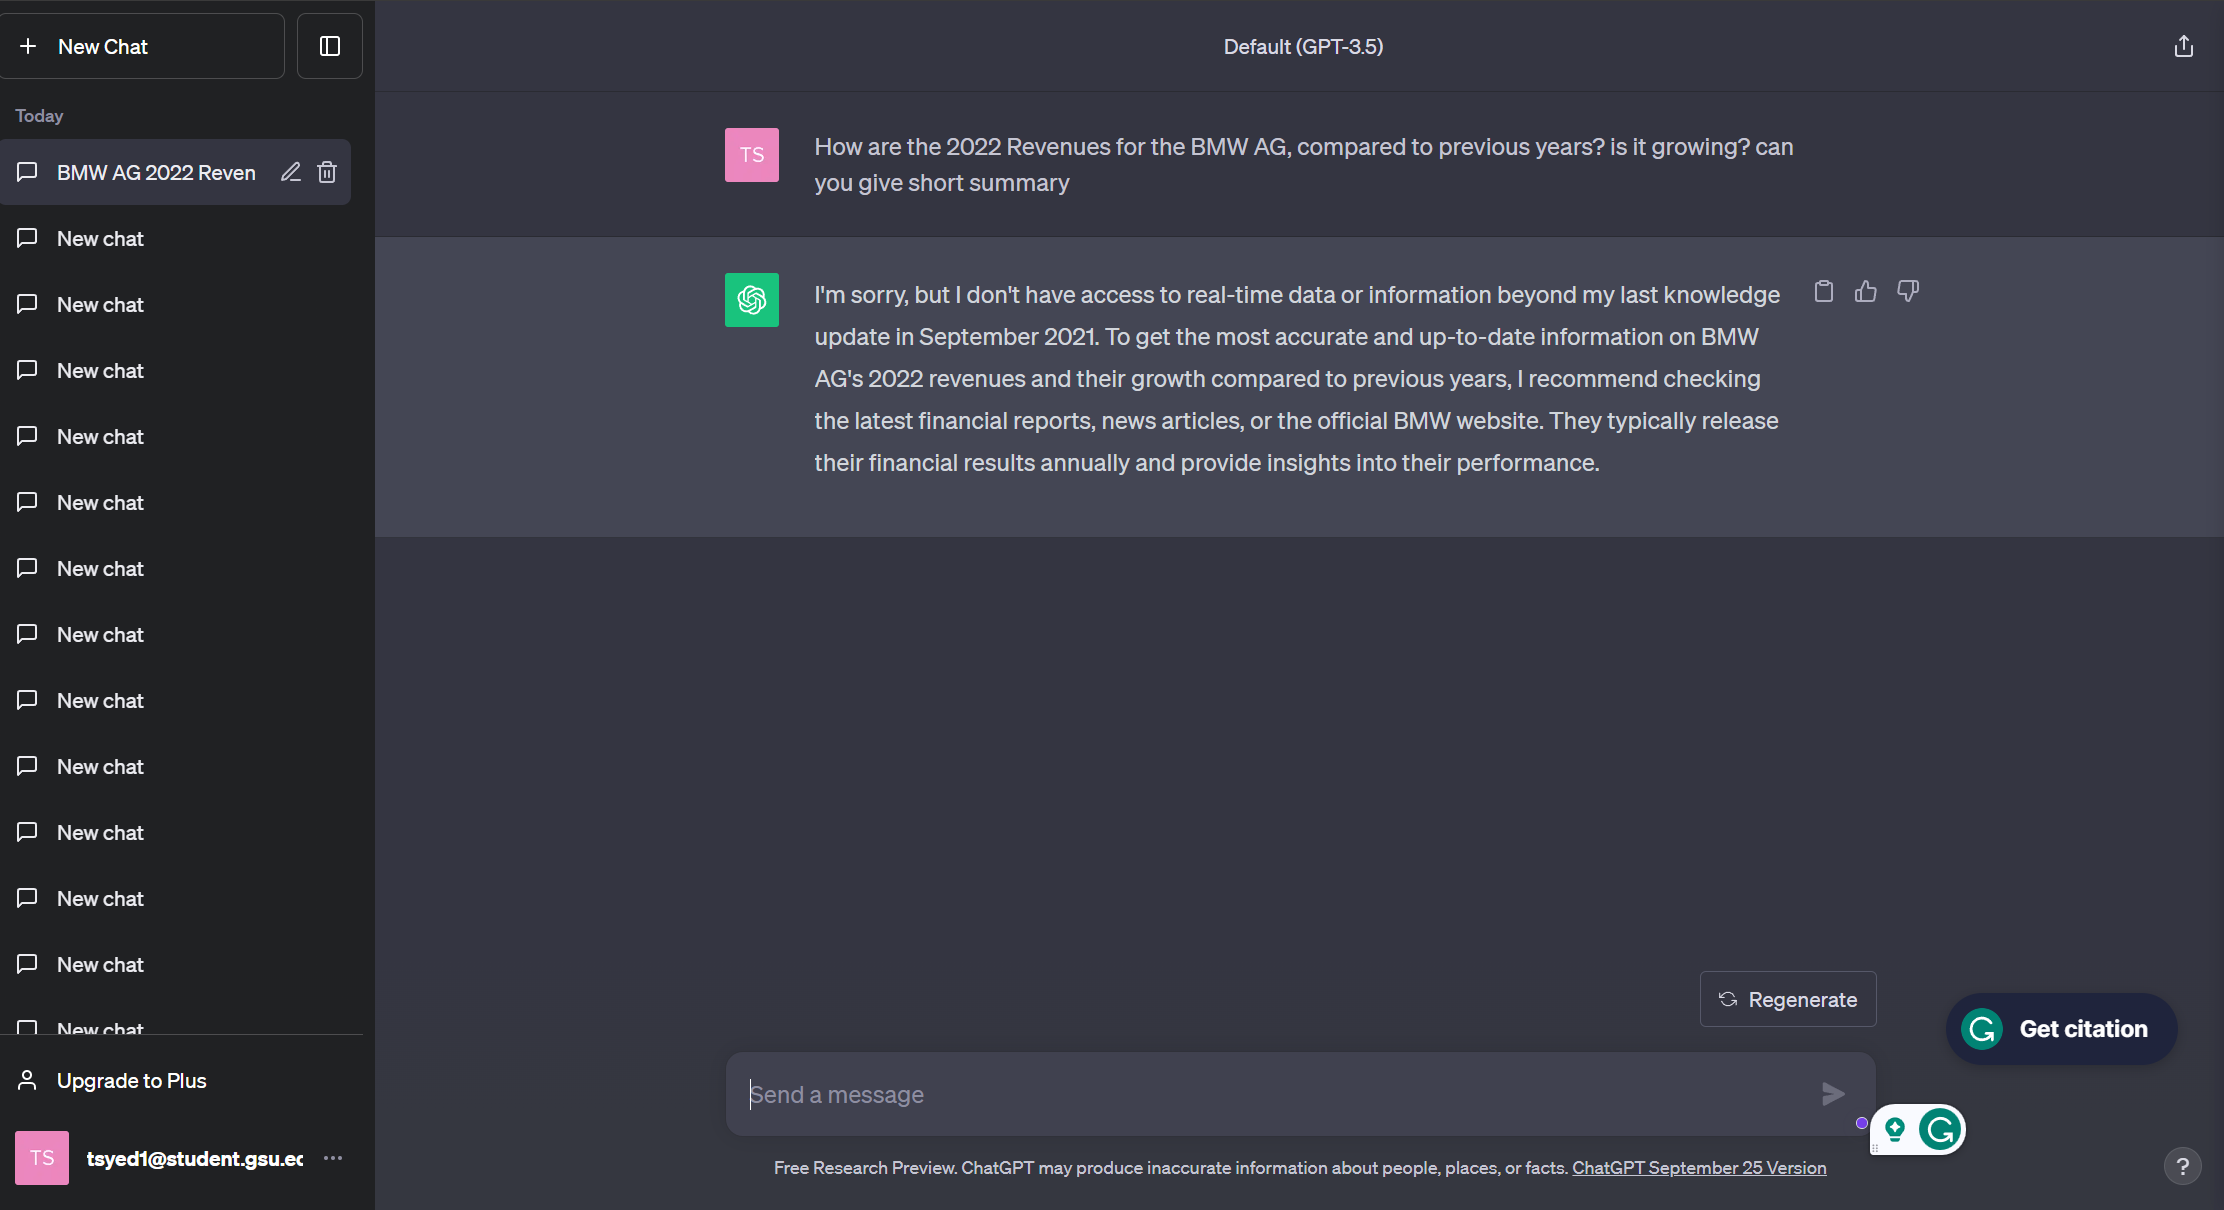 New Chat
Today
BMW AG 2022 Reven
New chat
New chat
New chat
New chat
New chat
New chat
New chat
New chat
New chat
New chat
New chat
New chat
New chat
Upgrade to Plus
TS
tsyed1@student.gsu.ec
Default (GPT-3.5)
TS
How are the 2022 Revenues for the BMW AG, compared to previous years? is it growing? can
you give short summary
I'm sorry, but I don't have access to real-time data or information beyond my last knowledge
update in September 2021. To get the most accurate and up-to-date information on BMW
AG's 2022 revenues and their growth compared to previous years, I recommend checking
the latest financial reports, news articles, or the official BMW website. They typically release
their financial results annually and provide insights into their performance.
Regenerate
Get citation
Send a message
Free Research Preview. ChatGPT may produce inaccurate information about people, places, or facts. ChatGPT September 25 Version
?